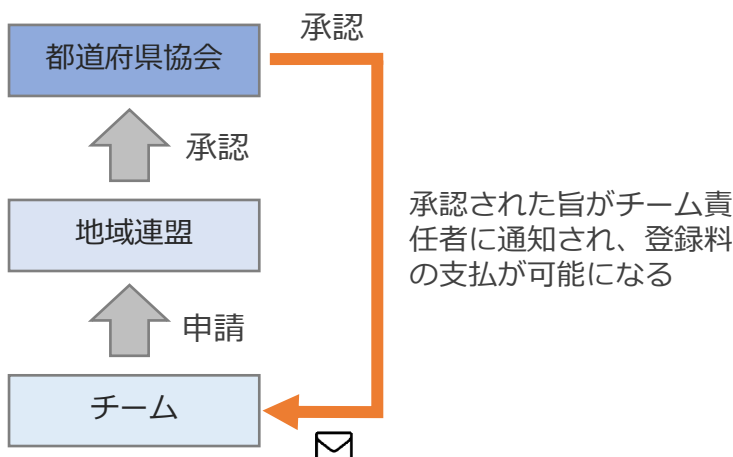 承認
都道府県協会
承認
承認された旨がチーム責
任者に通知され、登録料
の支払が可能になる
地域連盟
申請
チーム